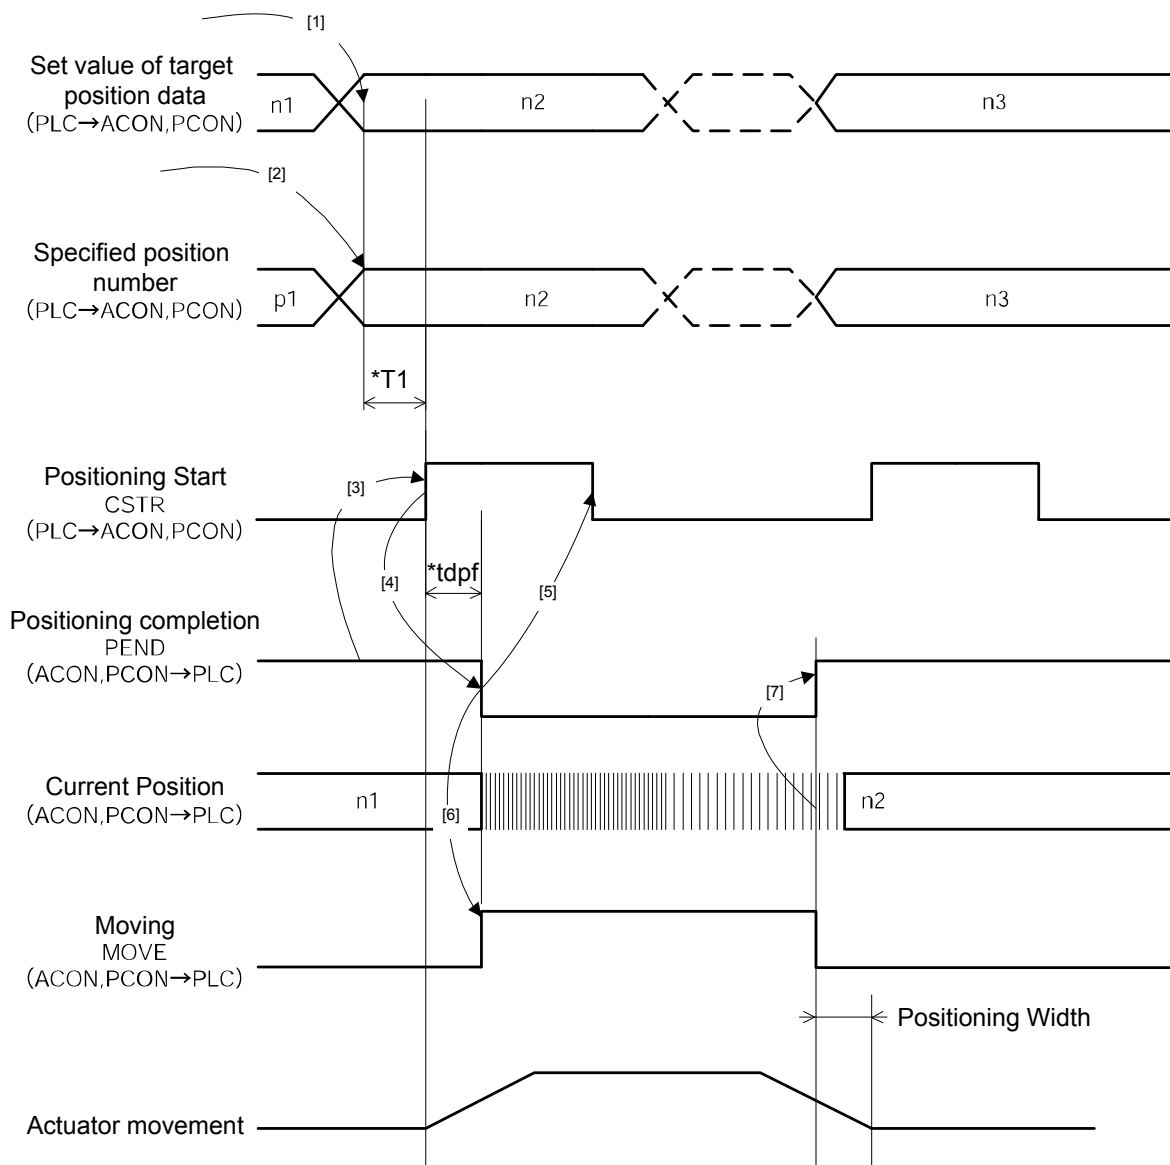 [1]
Set value of target
position data
(PLC→ACON,PCON)
n1
n2
n3
[2]
Specified position
number
(PLC→ACON,PCON)
p1
n2
n3
*T1
Positioning Start
CSTR
(PLC→ACON,PCON)
[3]
[4]
*tdpf
[5]
Positioning completion
PEND
(ACON,PCON→PLC)
[7]
Current Position
(ACON,PCON→PLC)
n1
n2
[6]
Moving
MOVE
(ACON,PCON→PLC)
Positioning Width
Actuator movement